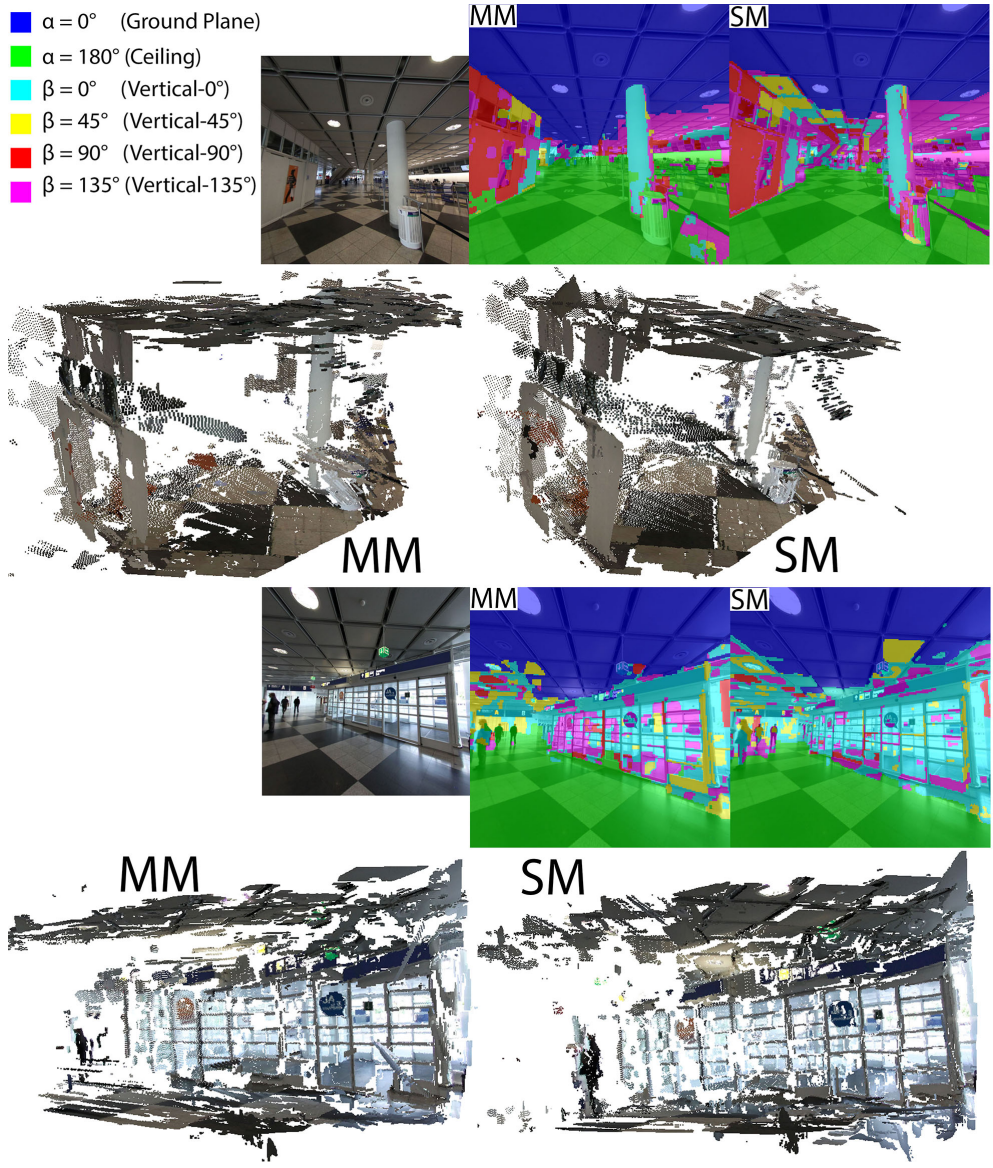 α = 0° (Ground Plane)
α = 180° (Ceiling)
β = 0° (Vertical-0°)
β = 45° (Vertical-45°)
β = 90° (Vertical-90°)
β = 135° (Vertical-135°)
MM
SM
MM
SM
MM
SM
MM
SM